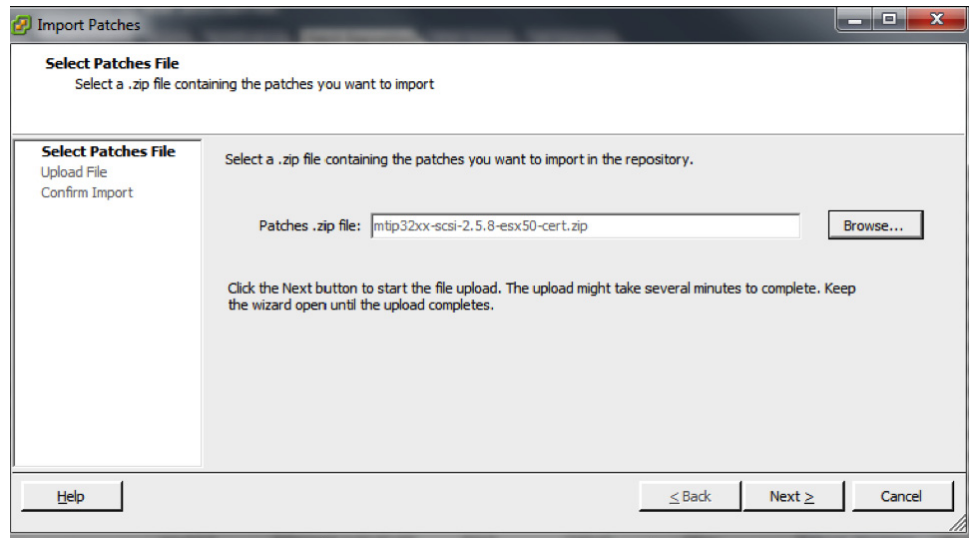 Import Patches
Select Patches File
Select a .zip file containing the patches you want to import
Select Patches File
Upload File
Confirm Import
Select a .zip file containing the patches you want to import in the repository.
Patches .zip file: mtip32xx-scsi-2.5.8-esx50-cert.zip Browse...
Click the Next button to start the file upload. The upload might take several minutes to complete. Keep
the wizard open until the upload completes.
Help ≤ Back Next ≥ Cancel